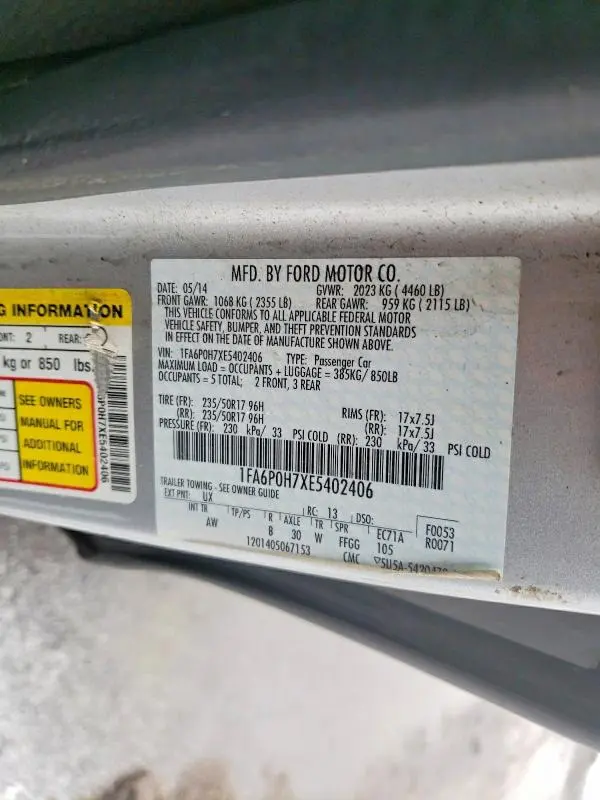 MFD. BY FORD MOTOR CO.
DATE: 05/14 GVWR: 2023 KG ( 4460 LB)
FRONT GAWR: 1068 KG ( 2355 LB) REAR GAWR: 959 KG ( 2115 LB)
THIS VEHICLE CONFORMS TO ALL APPLICABLE FEDERAL MOTOR
VEHICLE SAFETY, BUMPER, AND THEFT PREVENTION STANDARDS
IN EFFECT ON THE DATE OF MANUFACTURE SHOWN ABOVE.
VIN: 1FA6P0H7XE5402406 TYPE: Passenger Car
MAXIMUM LOAD = OCCUPANTS + LUGGAGE = 385KG/ 850LB
OCCUPANTS = 5 TOTAL; 2 FRONT, 3 REAR
TIRE (FR): 235/50R17 96H RIMS (FR): 17x7.5J
(RR): 235/50R17 96H (RR): 17x7.5J
PRESSURE (FR): 230 kPa/ 33 PSI COLD (RR): 230 kPa/ 33 PSI COLD
1FA6P0H7XE5402406
TRAILER TOWING - SEE OWNER GUIDE
EXT PNT: UX RC: 13 DSO: F0053
INT TR TP/PS R AXLE TR SPR EC71A R0071
AW B 30 W FFGG 105
1201405067153 CMC
G INFORMATION
ONT: 2 REAR:
kg or 850 lbs.
SEE OWNERS
MANUAL FOR
ADDITIONAL
INFORMATION
6P0H7XE5402406